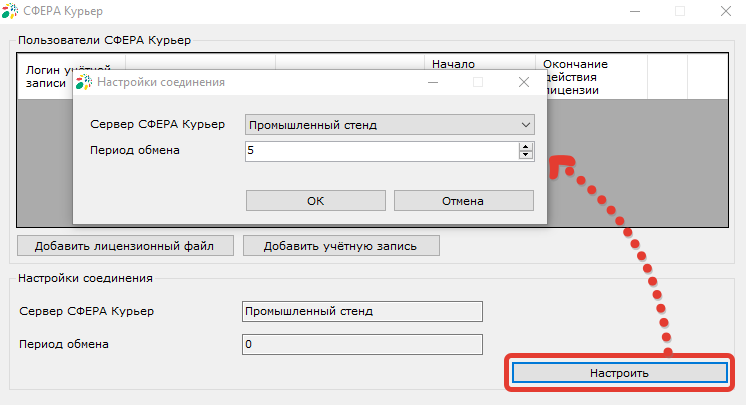 СФЕРА Курьер
Пользователи СФЕРА Курьер
Логин учётной
записи
Начало
Окончание
действия
лицензии
Настройки соединения
Сервер СФЕРА Курьер
Промышленный стенд
Период обмена
5
ОК
Отмена
Добавить лицензионный файл
Добавить учётную запись
Настройки соединения
Сервер СФЕРА Курьер
Промышленный стенд
Период обмена
0
Настроить